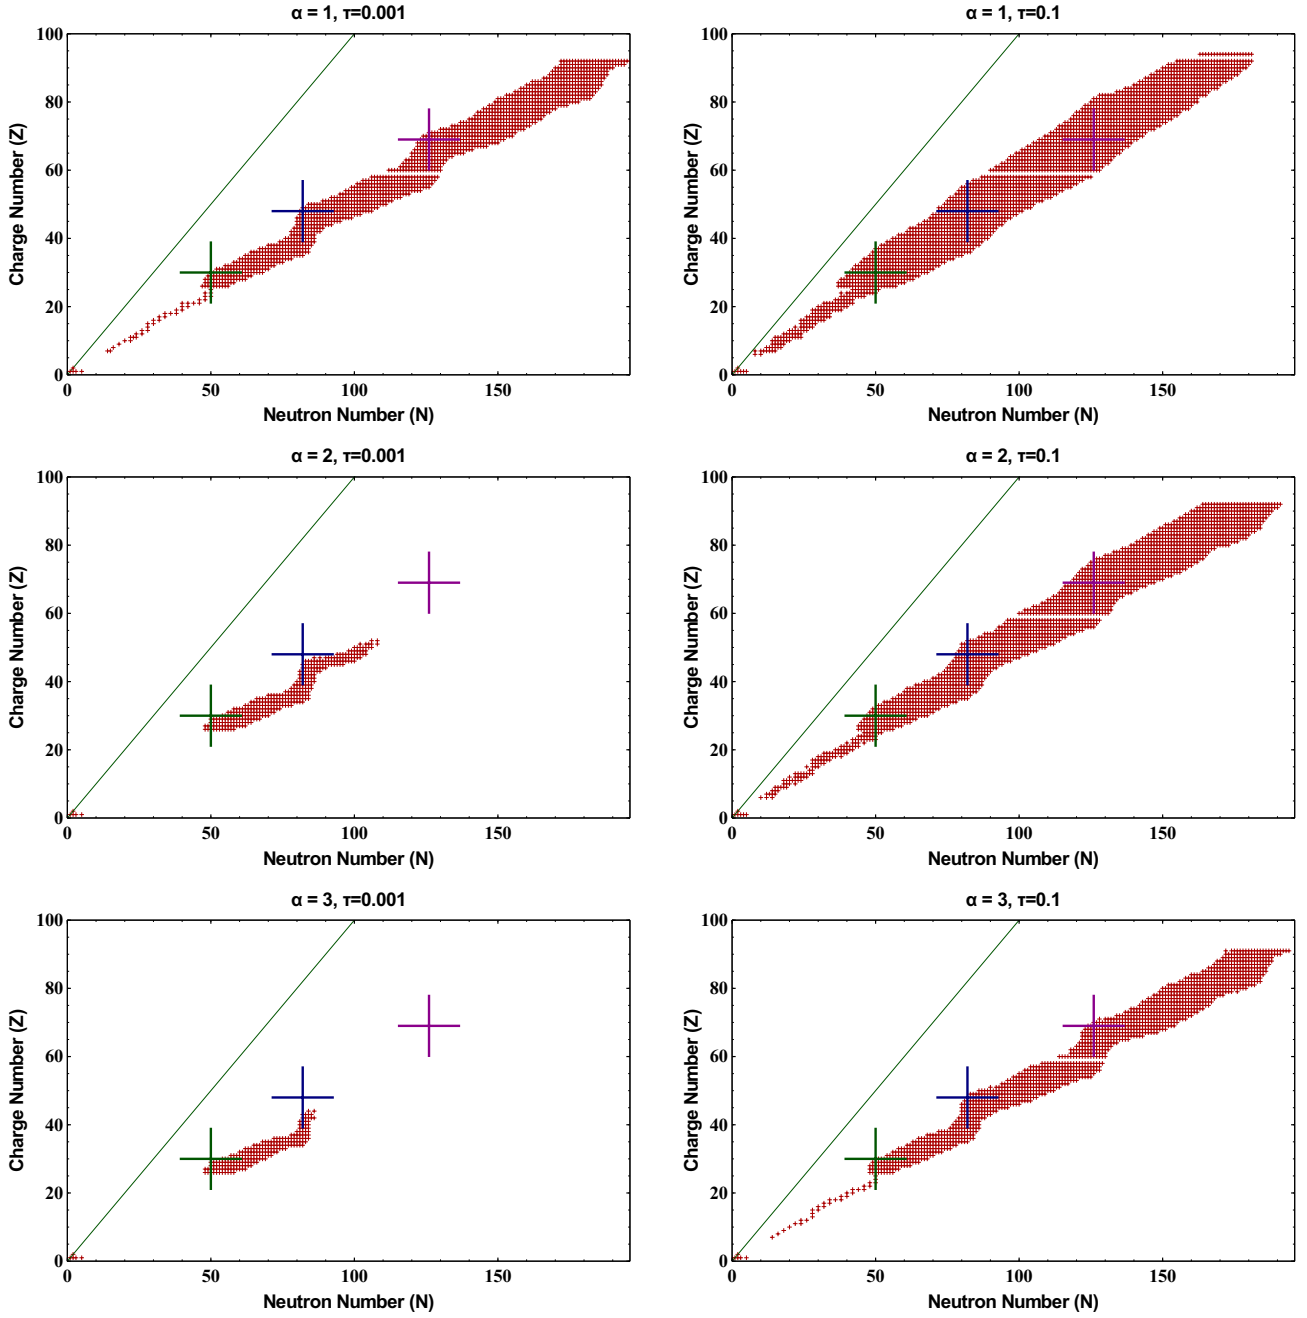 α = 1, τ=0.001
100
80
60
40
20
0
0 50 100 150
Charge Number (Z)
Neutron Number (N)
α = 1, τ=0.1
100
80
60
40
20
0
0 50 100 150
Charge Number (Z)
Neutron Number (N)
α = 2, τ=0.001
100
80
60
40
20
0
0 50 100 150
Charge Number (Z)
Neutron Number (N)
α = 2, τ=0.1
100
80
60
40
20
0
0 50 100 150
Charge Number (Z)
Neutron Number (N)
α = 3, τ=0.001
100
80
60
40
20
0
0 50 100 150
Charge Number (Z)
Neutron Number (N)
α = 3, τ=0.1
100
80
60
40
20
0
0 50 100 150
Charge Number (Z)
Neutron Number (N)